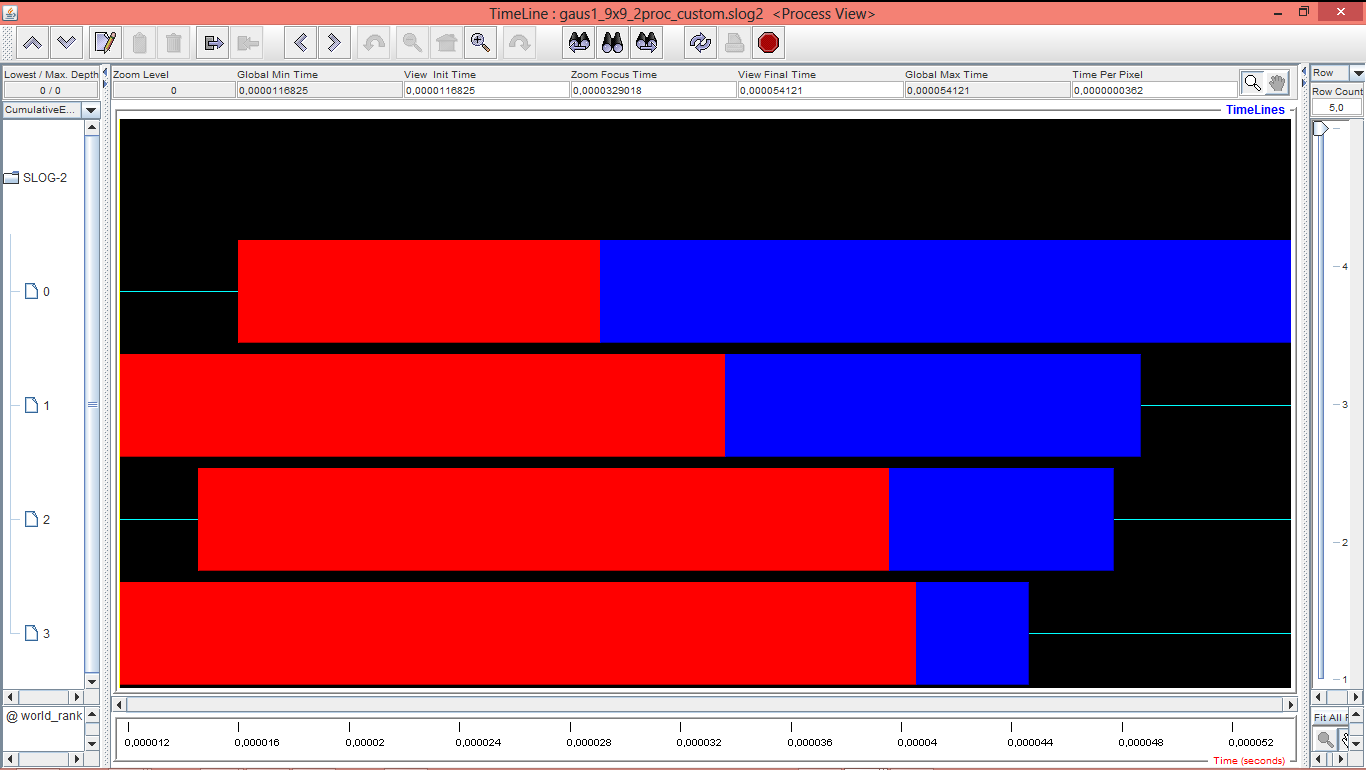 TimeLine : gaus1_9x9_2proc_custom.slog2 <Process View>
Lowest / Max. Depth
0 / 0
Zoom Level
0
Global Min Time
0,0000116825
View Init Time
0,0000116825
Zoom Focus Time
0,0000329018
View Final Time
0,000054121
Global Max Time
0,000054121
Time Per Pixel
0,0000000362
Row
Row Count
5,0
CumulativeE...
TimeLines
SLOG-2
0
1
2
3
4
3
2
1
@ world_rank
Fit All
0,000012
0,000016
0,00002
0,000024
0,000028
0,000032
0,000036
0,00004
0,000044
0,000048
0,000052
Time (seconds)